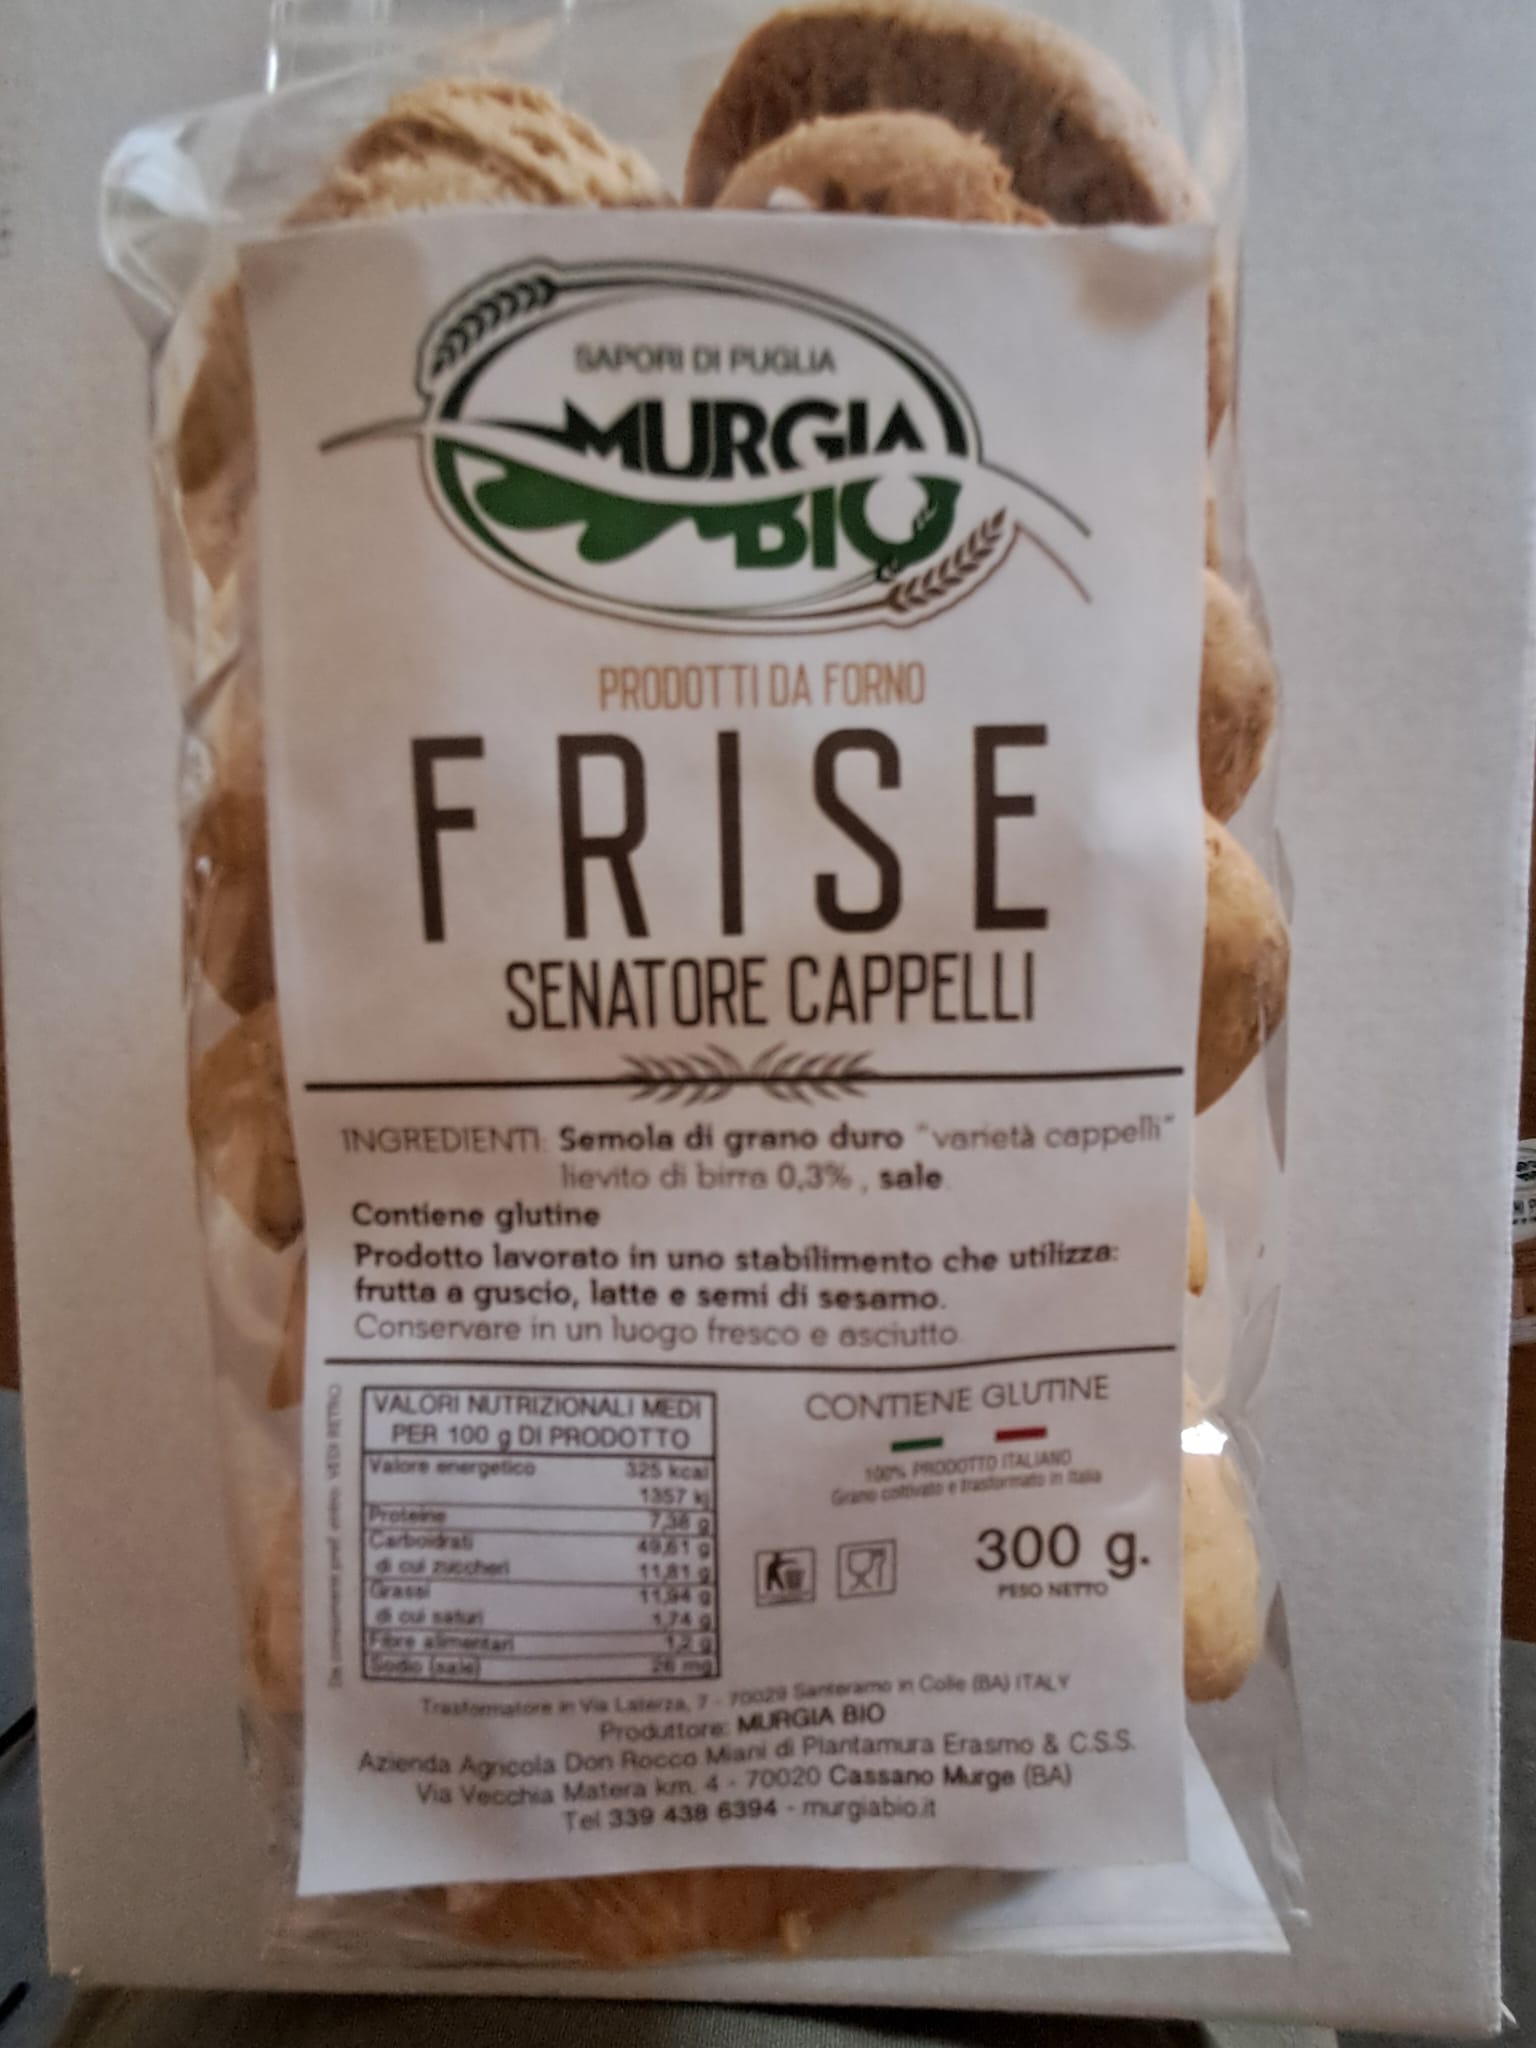 SAPORI DI PUGLIA
MURGIA
BIO
PRODOTTI DA FORNO
FRISE
SENATORE CAPPELLI
INGREDIENTI: Semola di grano duro "varietà cappelli"
lievito di birra 0,3% , sale.
Contiene glutine
Prodotto lavorato in uno stabilimento che utilizza:
frutta a guscio, latte e semi di sesamo.
Conservare in un luogo fresco e asciutto.
Da consumarsi pref. entro: VEDI RETRO
VALORI NUTRIZIONALI MEDI
PER 100 g DI PRODOTTO
Valore energetico 325 kcal
1357 kj
Proteine 7,38 g
Carboidrati 49,61 g
di cui zuccheri 11,81 g
Grassi 11,94 g
di cui saturi 1,74 g
Fibre alimentari 1,2 g
Sodio (sale) 26 mg
CONTIENE GLUTINE
100% PRODOTTO ITALIANO
Grano coltivato e trasformato in Italia
300 g.
PESO NETTO
Trasformatore in Via Laterza, 7 - 70029 Santeramo in Colle (BA) ITALY
Produttore: MURGIA BIO
Azienda Agricola Don Rocco Miani di Plantamura Erasmo & C.S.S.
Via Vecchia Matera km. 4 - 70020 Cassano Murge (BA)
Tel 339 438 6394 - murgiabio.it